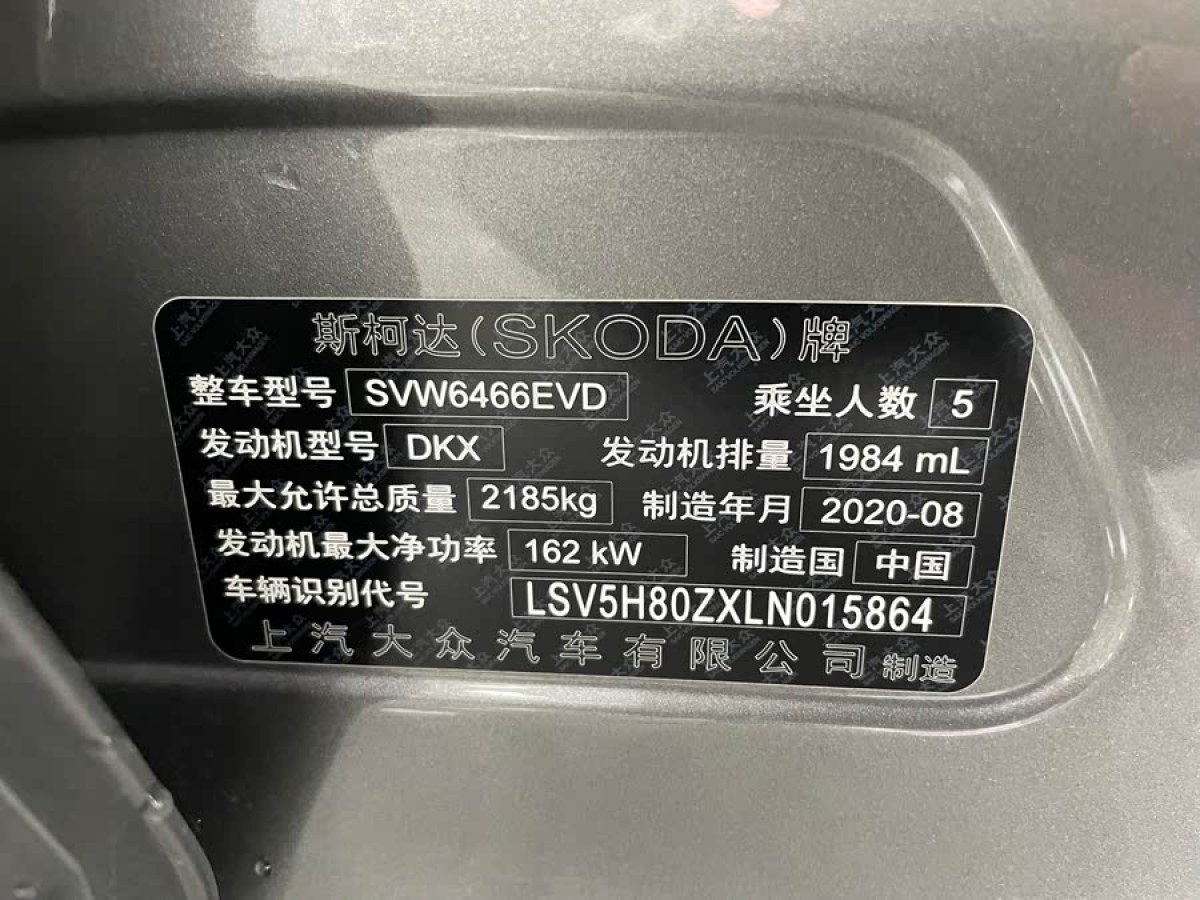 斯柯达(SKODA)牌
整车型号 SVW6466EVD 乘坐人数 5
发动机型号 DKX 发动机排量 1984 mL
最大允许总质量 2185kg 制造年月 2020-08
发动机最大净功率 162 kW 制造国 中国
车辆识别代号 LSV5H80ZXLN015864
上汽大众汽车有限公司 制造